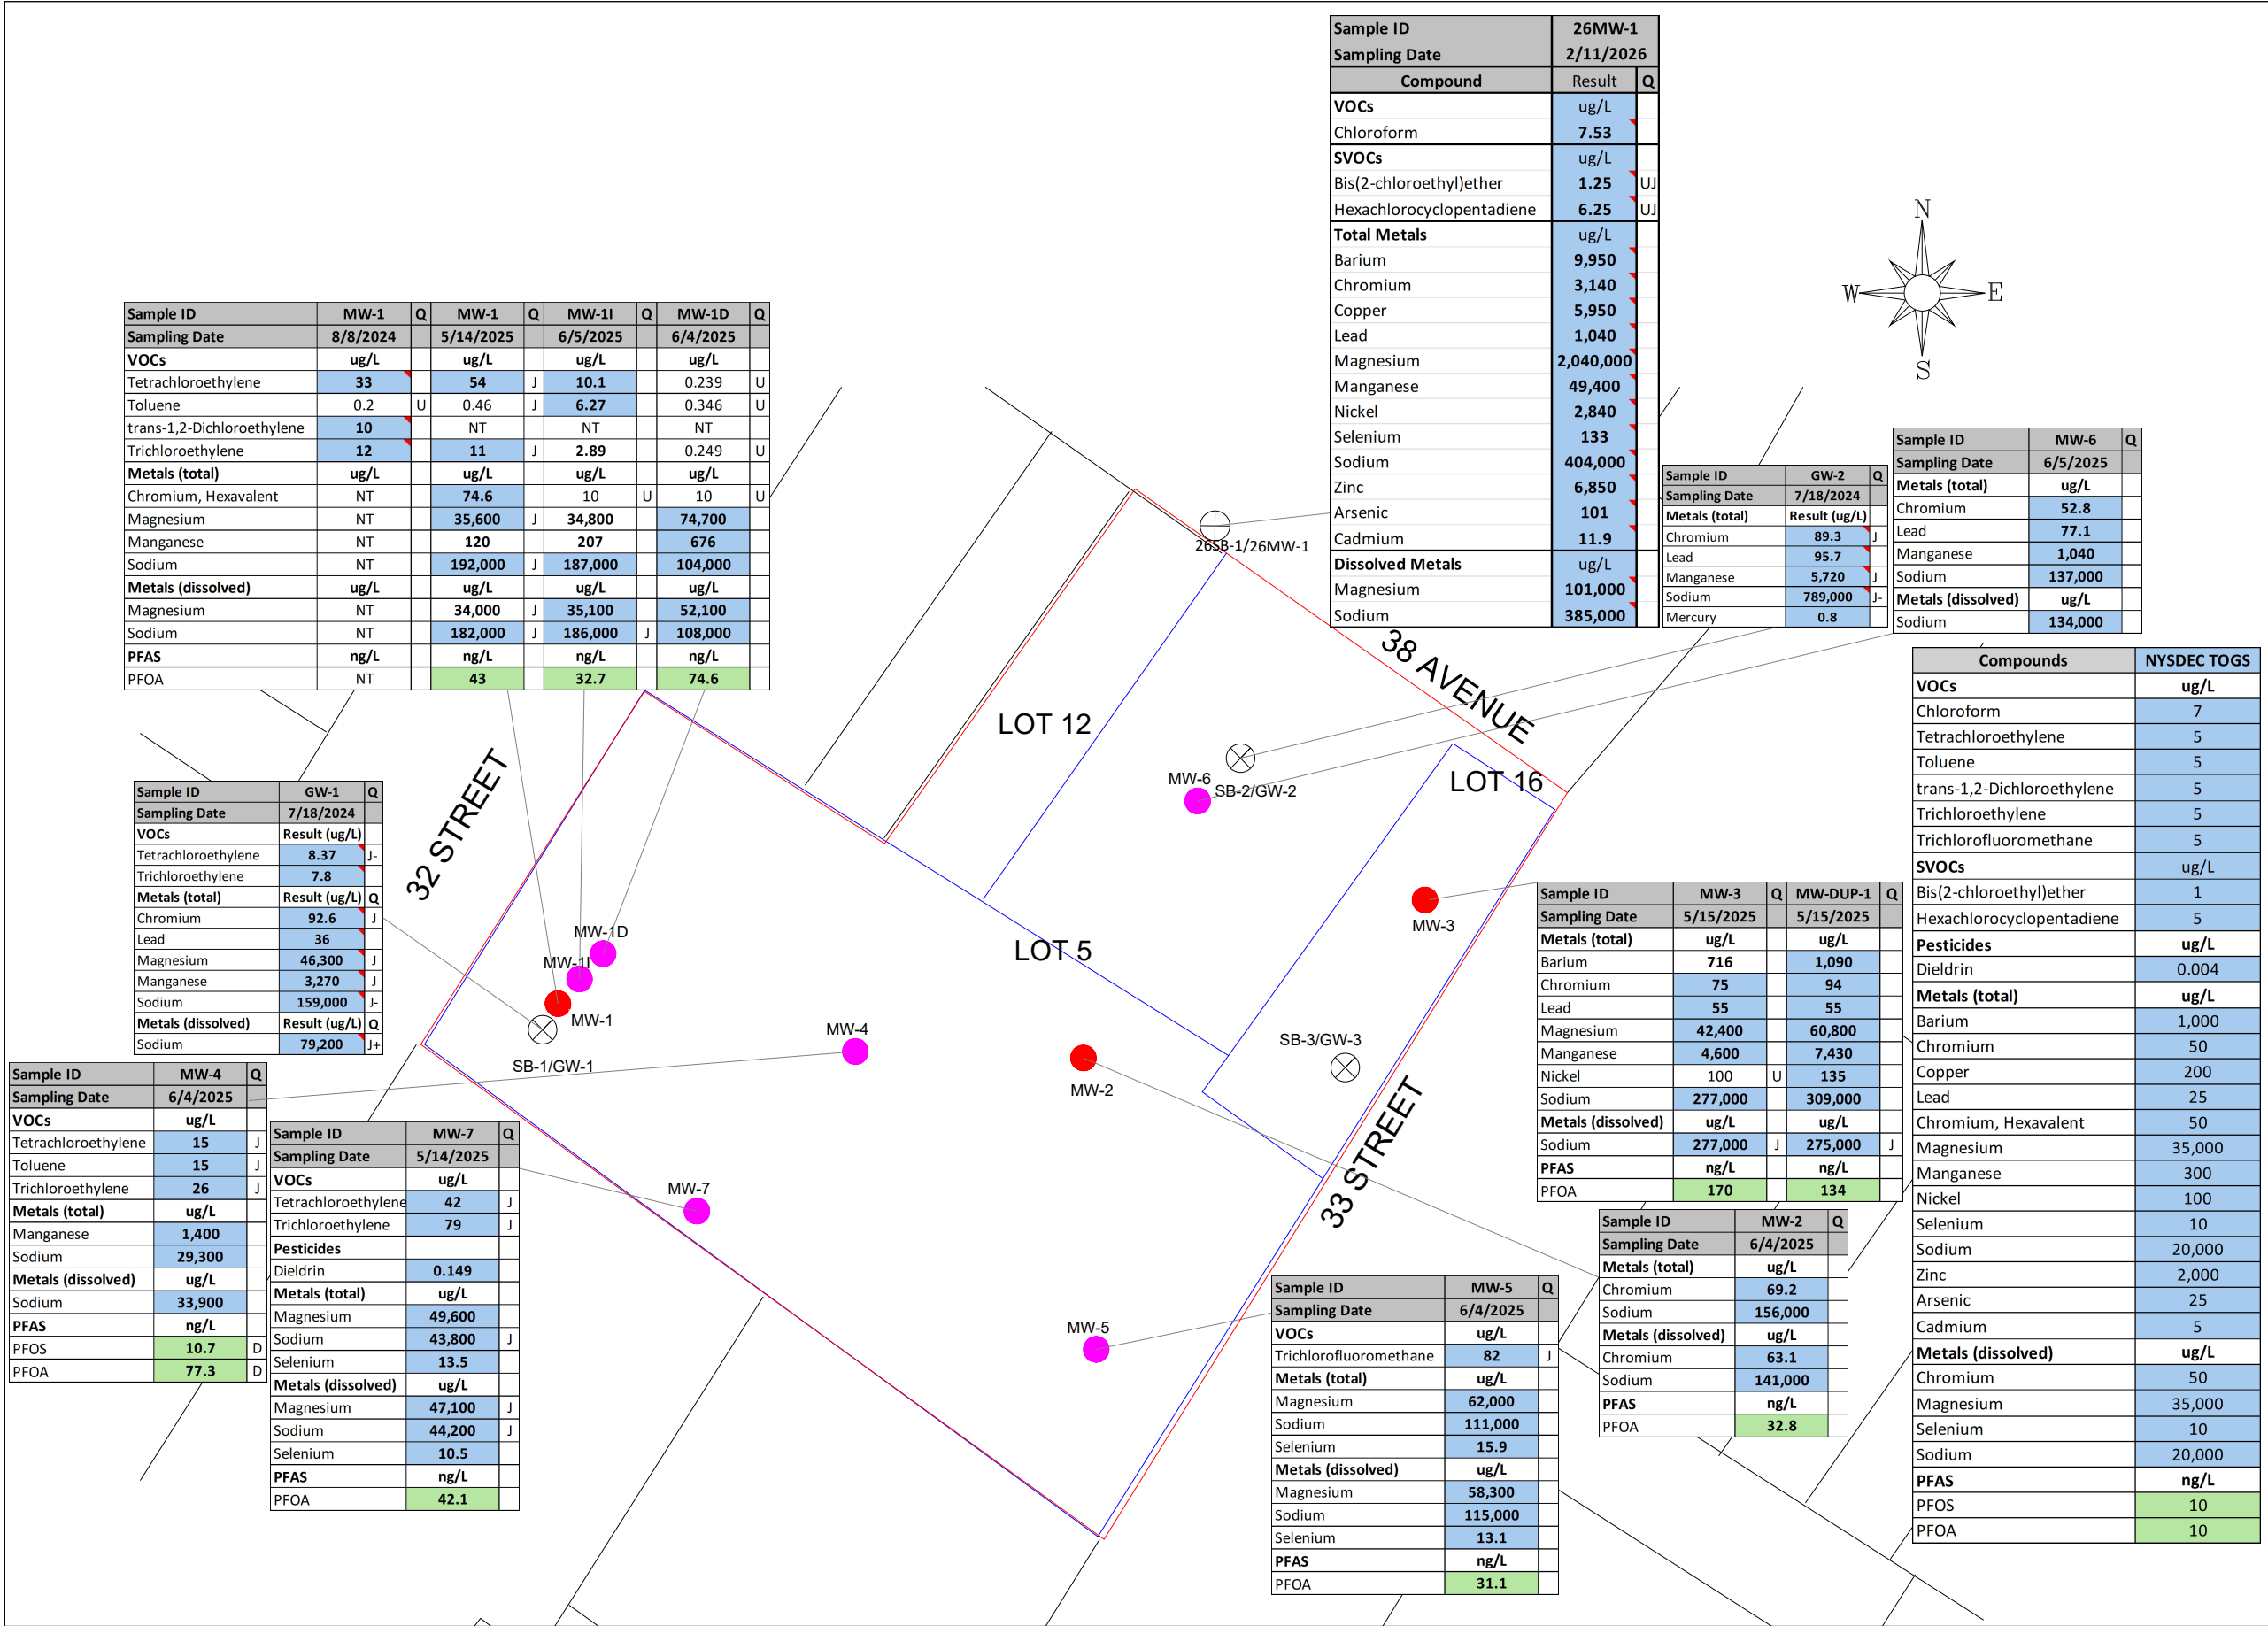 Sample ID 26MW-1
Sampling Date 2/11/2026
Compound Result Q
VOCs ug/L
Chloroform 7.53
SVOCs ug/L
Bis(2-chloroethyl)ether 1.25 UJ
Hexachlorocyclopentadiene 6.25 UJ
Total Metals ug/L
Barium 9,950
Chromium 3,140
Copper 5,950
Lead 1,040
Magnesium 2,040,000
Manganese 49,400
Nickel 2,840
Selenium 133
Sodium 404,000
Zinc 6,850
Arsenic 101
Cadmium 11.9
Dissolved Metals ug/L
Magnesium 101,000
Sodium 385,000
N
W E
S
Sample ID MW-1 Q MW-1 Q MW-1I Q MW-1D Q
Sampling Date 8/8/2024 5/14/2025 6/5/2025 6/4/2025
VOCs ug/L ug/L ug/L ug/L
Tetrachloroethylene 33 54 J 10.1 0.239 U
Toluene 0.2 U 0.46 J 6.27 0.346 U
trans-1,2-Dichloroethylene 10 NT NT NT
Trichloroethylene 12 11 J 2.89 0.249 U
Metals (total) ug/L ug/L ug/L ug/L
Chromium, Hexavalent NT 74.6 10 U 10 U
Magnesium NT 35,600 J 34,800 74,700
Manganese NT 120 207 676
Sodium NT 192,000 J 187,000 104,000
Metals (dissolved) ug/L ug/L ug/L ug/L
Magnesium NT 34,000 J 35,100 52,100
Sodium NT 182,000 J 186,000 J 108,000
PFAS ng/L ng/L ng/L ng/L
PFOA NT 43 32.7 74.6
Sample ID GW-2 Q
Sampling Date 7/18/2024
Metals (total) Result (ug/L)
Chromium 89.3 J
Lead 95.7
Manganese 5,720 J
Sodium 789,000 J-
Mercury 0.8
Sample ID MW-6 Q
Sampling Date 6/5/2025
Metals (total) ug/L
Chromium 52.8
Lead 77.1
Manganese 1,040
Sodium 137,000
Metals (dissolved) ug/L
Sodium 134,000
26SB-1/26MW-1
38 AVENUE
LOT 12
LOT 16
MW-6
SB-2/GW-2
32 STREET
LOT 5
MW-3
MW-1D
MW-1I
MW-1
SB-1/GW-1
MW-4
MW-2
SB-3/GW-3
33 STREET
MW-7
MW-5
Compounds NYSDEC TOGS
VOCs ug/L
Chloroform 7
Tetrachloroethylene 5
Toluene 5
trans-1,2-Dichloroethylene 5
Trichloroethylene 5
Trichlorofluoromethane 5
SVOCs ug/L
Bis(2-chloroethyl)ether 1
Hexachlorocyclopentadiene 5
Pesticides ug/L
Dieldrin 0.004
Metals (total) ug/L
Barium 1,000
Chromium 50
Copper 200
Lead 25
Chromium, Hexavalent 50
Magnesium 35,000
Manganese 300
Nickel 100
Selenium 10
Sodium 20,000
Zinc 2,000
Arsenic 25
Cadmium 5
Metals (dissolved) ug/L
Chromium 50
Magnesium 35,000
Selenium 10
Sodium 20,000
PFAS ng/L
PFOS 10
PFOA 10
Sample ID GW-1 Q
Sampling Date 7/18/2024
VOCs Result (ug/L)
Tetrachloroethylene 8.37 J-
Trichloroethylene 7.8
Metals (total) Result (ug/L) Q
Chromium 92.6 J
Lead 36
Magnesium 46,300 J
Manganese 3,270 J
Sodium 159,000 J-
Metals (dissolved) Result (ug/L) Q
Sodium 79,200 J+
Sample ID MW-3 Q MW-DUP-1 Q
Sampling Date 5/15/2025 5/15/2025
Metals (total) ug/L ug/L
Barium 716 1,090
Chromium 75 94
Lead 55 55
Magnesium 42,400 60,800
Manganese 4,600 7,430
Nickel 100 U 135
Sodium 277,000 309,000
Metals (dissolved) ug/L ug/L
Sodium 277,000 J 275,000 J
PFAS ng/L ng/L
PFOA 170 134
Sample ID MW-4 Q
Sampling Date 6/4/2025
VOCs ug/L
Tetrachloroethylene 15 J
Toluene 15 J
Trichloroethylene 26 J
Metals (total) ug/L
Manganese 1,400
Sodium 29,300
Metals (dissolved) ug/L
Sodium 33,900
PFAS ng/L
PFOS 10.7 D
PFOA 77.3 D
Sample ID MW-7 Q
Sampling Date 5/14/2025
VOCs ug/L
Tetrachloroethylene 42 J
Trichloroethylene 79 J
Pesticides
Dieldrin 0.149
Metals (total) ug/L
Magnesium 49,600
Sodium 43,800 J
Selenium 13.5
Metals (dissolved) ug/L
Magnesium 47,100 J
Sodium 44,200 J
Selenium 10.5
PFAS ng/L
PFOA 42.1
Sample ID MW-2 Q
Sampling Date 6/4/2025
Metals (total) ug/L
Chromium 69.2
Sodium 156,000
Metals (dissolved) ug/L
Chromium 63.1
Sodium 141,000
PFAS ng/L
PFOA 32.8
Sample ID MW-5 Q
Sampling Date 6/4/2025
VOCs ug/L
Trichlorofluoromethane 82 J
Metals (total) ug/L
Magnesium 62,000
Sodium 111,000
Selenium 15.9
Metals (dissolved) ug/L
Magnesium 58,300
Sodium 115,000
Selenium 13.1
PFAS ng/L
PFOA 31.1